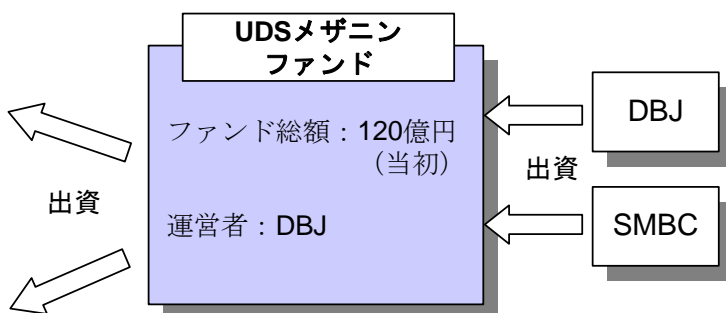 UDSメザニン
ファンド
ファンド総額：120億円
（当初）
運営者：DBJ
出資
出資
DBJ
SMBC